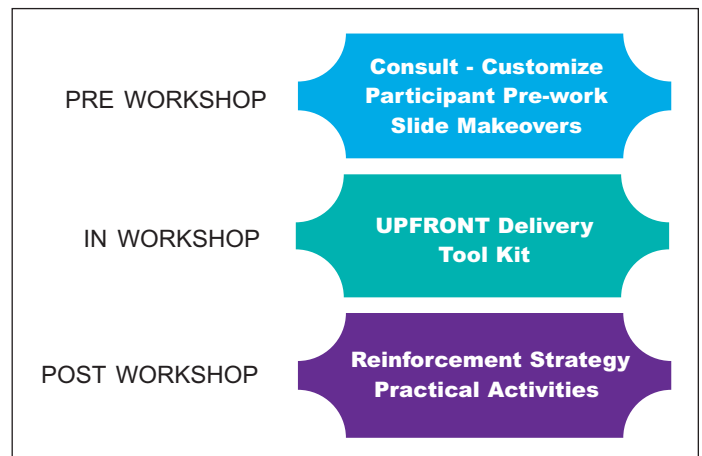 PRE WORKSHOP
Consult - Customize
Participant Pre-work
Slide Makeovers
IN WORKSHOP
UPFRONT Delivery
Tool Kit
POST WORKSHOP
Reinforcement Strategy
Practical Activities